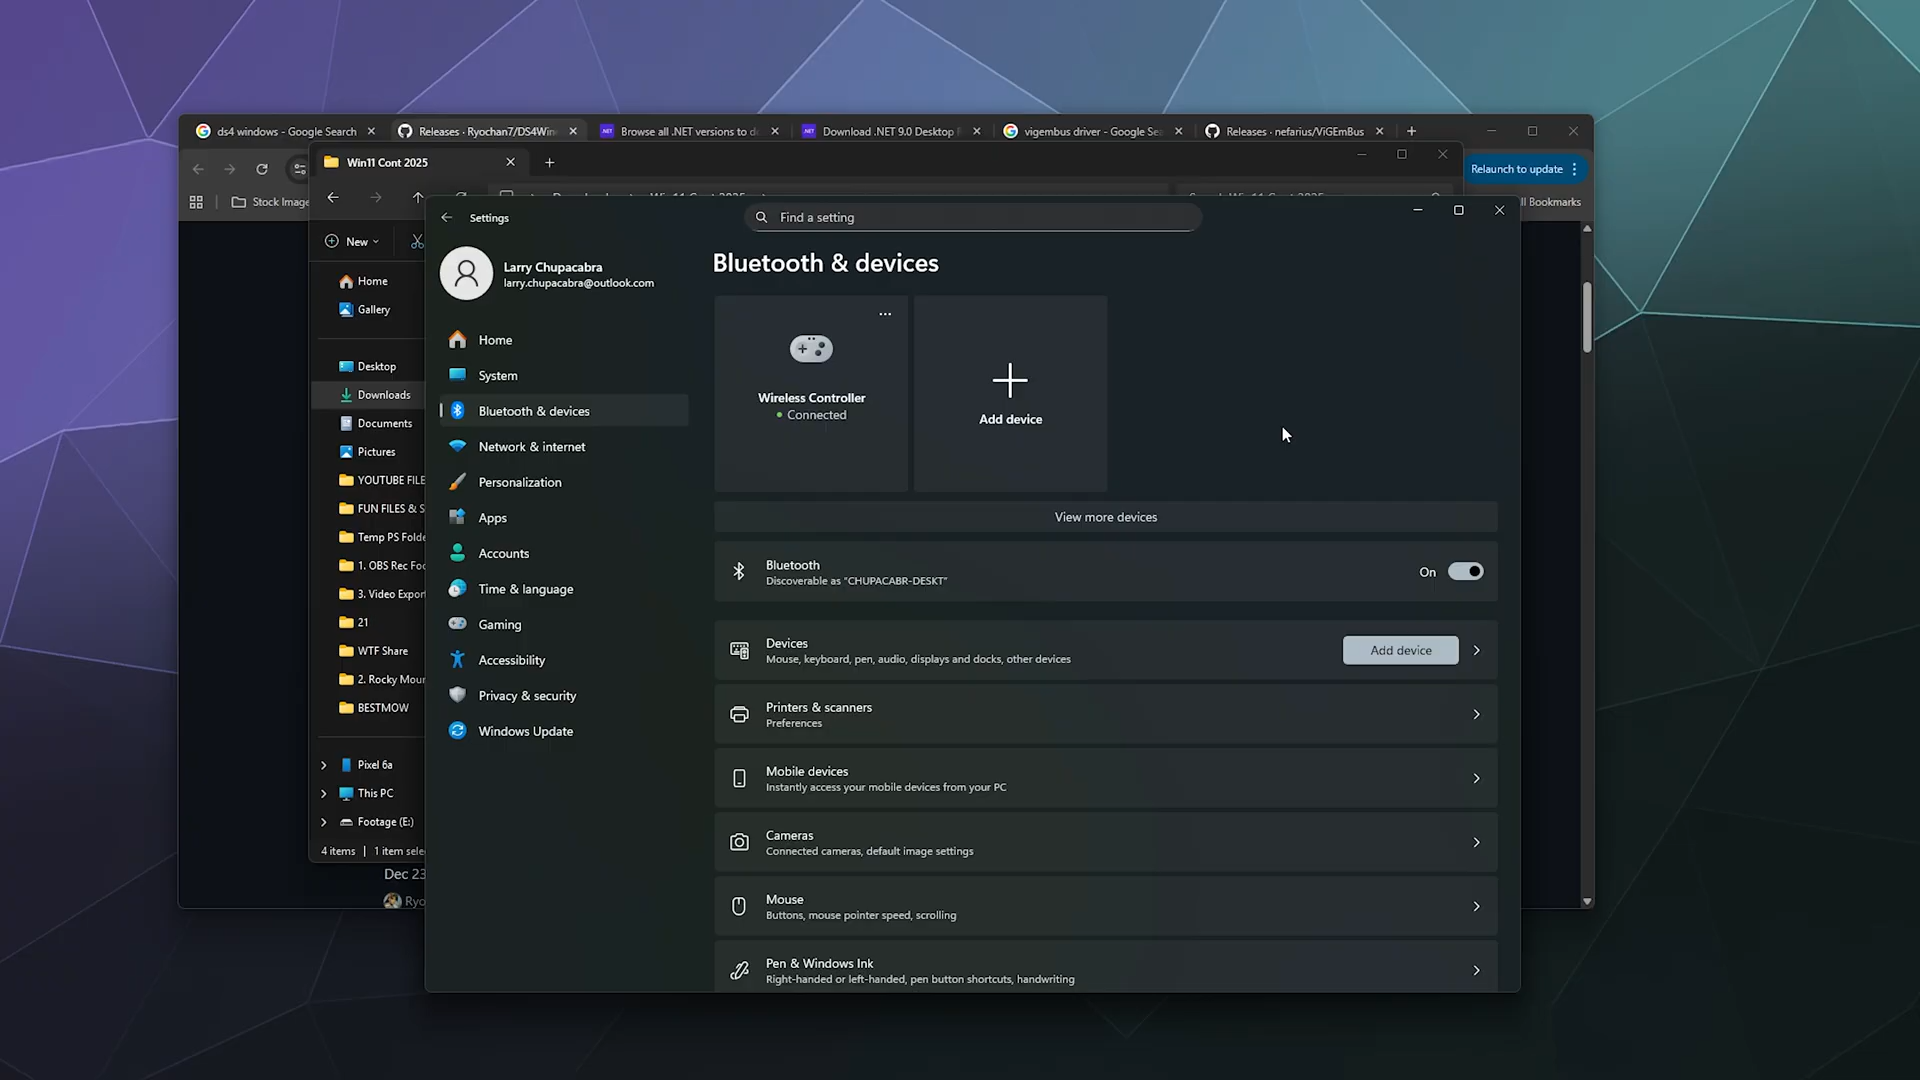 ds4 windows - Google Search
Releases · Ryochan7/DS4Win
Browse all .NET versions to d
Download .NET 9.0 Desktop
vigembus driver - Google Se
Releases · nefarius/ViGEmBus
Win11 Cont 2025
Relaunch to update
Stock Image
ll Bookmarks
New
Home
Gallery
Desktop
Downloads
Documents
Pictures
YOUTUBE FILE
FUN FILES & S
Temp PS Folde
1. OBS Rec Fo
3. Video Export
21
WTF Share
2. Rocky Moun
BESTMOW
Pixel 6a
This PC
Footage (E:)
4 items
1 item sele
Dec 23
Ryo
Settings
Find a setting
Larry Chupacabra
larry.chupacabra@outlook.com
Home
System
Bluetooth & devices
Network & internet
Personalization
Apps
Accounts
Time & language
Gaming
Accessibility
Privacy & security
Windows Update
Bluetooth & devices
Wireless Controller
Connected
Add device
View more devices
Bluetooth
Discoverable as "CHUPACABR-DESKT"
On
Devices
Mouse, keyboard, pen, audio, displays and docks, other devices
Add device
Printers & scanners
Preferences
Mobile devices
Instantly access your mobile devices from your PC
Cameras
Connected cameras, default image settings
Mouse
Buttons, mouse pointer speed, scrolling
Pen & Windows Ink
Right-handed or left-handed, pen button shortcuts, handwriting